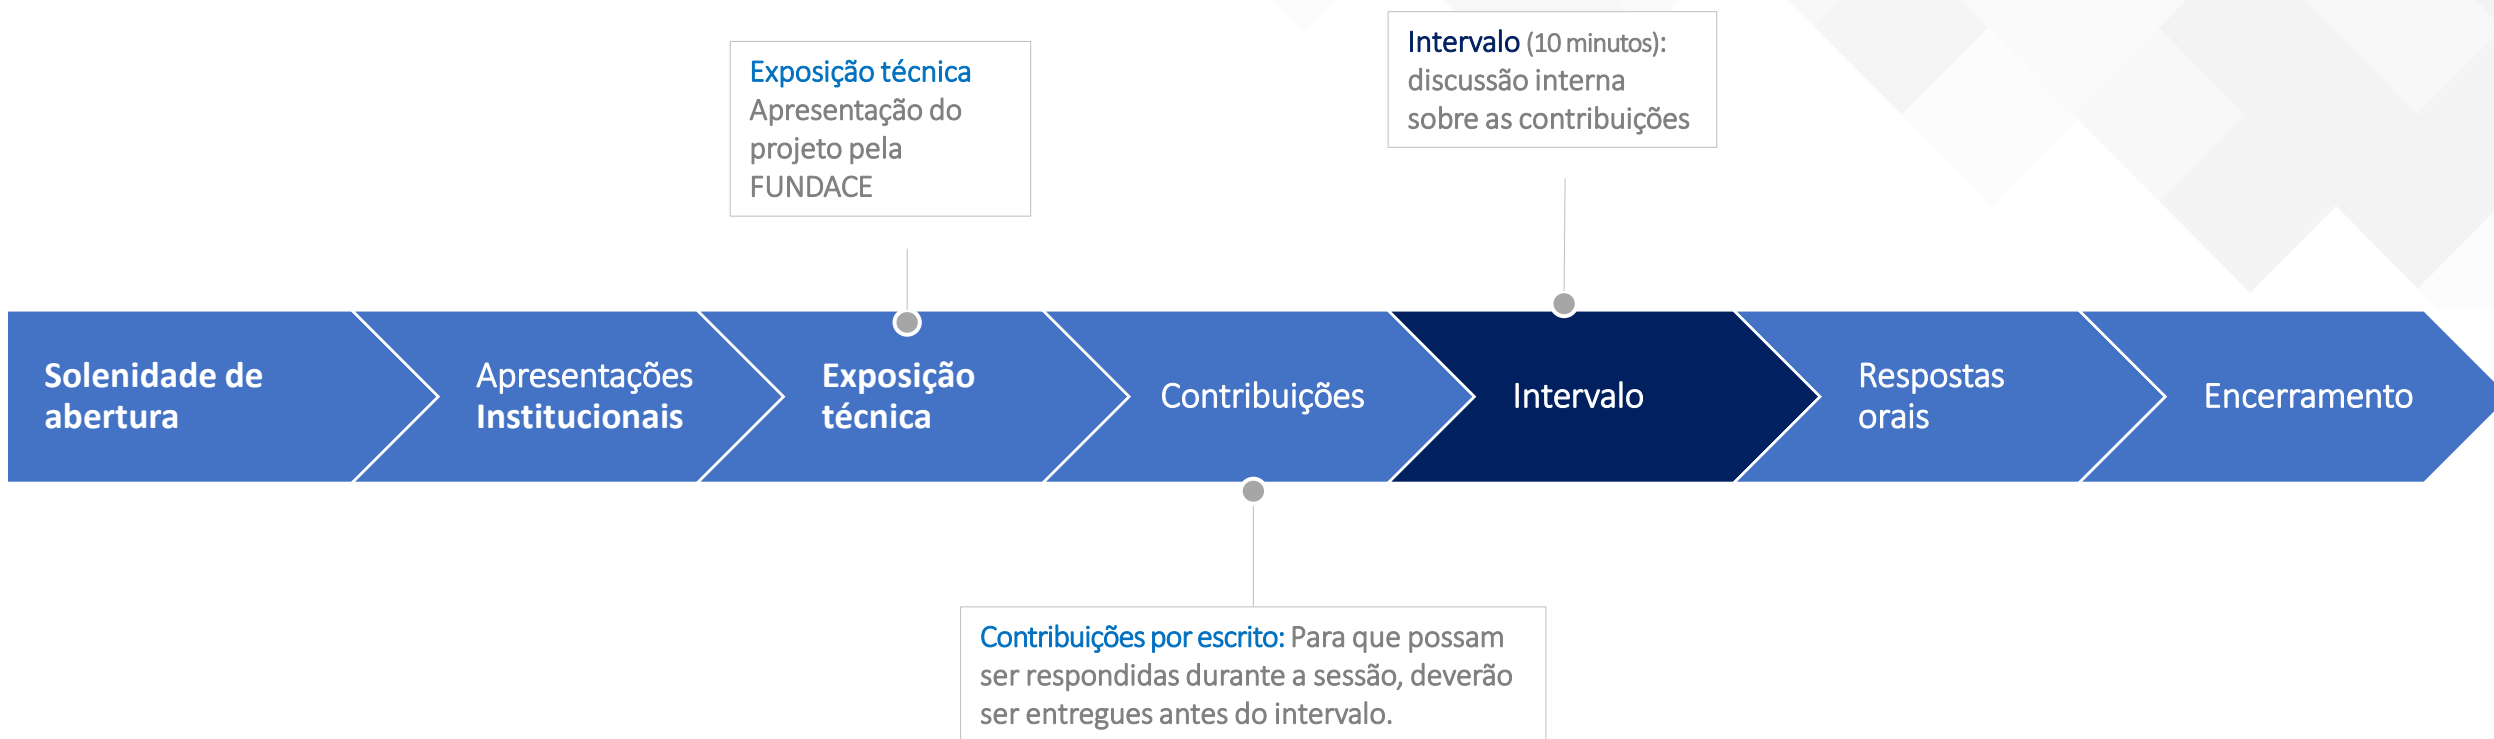 Exposição técnica
Apresentação do
projeto pela
FUNDACE
Intervalo (10 minutos):
discussão interna
sobre as contribuições
Solenidade de
abertura
Apresentações
Institucionais
Exposição
técnica
Contribuições
Intervalo
Respostas
orais
Encerramento
Contribuições por escrito: Para que possam
ser respondidas durante a sessão, deverão
ser entregues antes do intervalo.